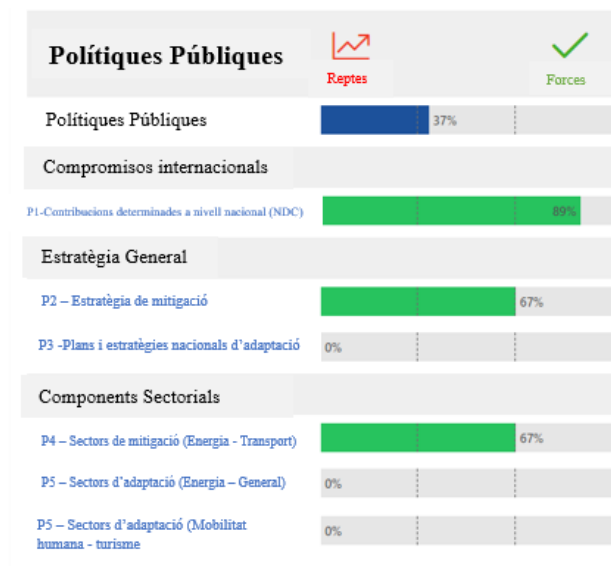 Polítiques Públiques
Reptes
Forces
Polítiques Públiques
37%
Compromisos internacionals
P1-Contribucions determinades a nivell nacional (NDC)
89%
Estratègia General
P2 – Estratègia de mitigació
67%
P3 -Plans i estratègies nacionals d’adaptació
0%
Components Sectorials
P4 – Sectors de mitigació (Energia - Transport)
67%
P5 – Sectors d’adaptació (Energia – General)
0%
P5 – Sectors d’adaptació (Mobilitat
humana - turisme
0%